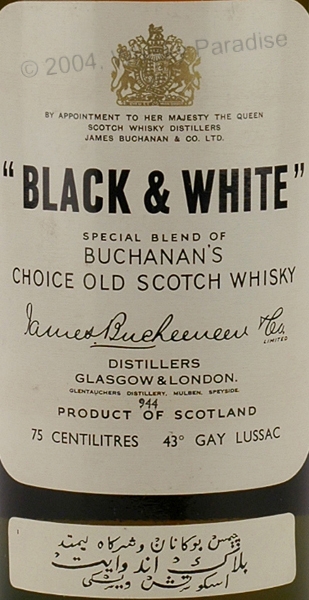 © 2004. Paradise
BY APPOINTMENT TO HER MAJESTY THE QUEEN
SCOTCH WHISKY DISTILLERS
JAMES BUCHANAN & CO. LTD.
"BLACK & WHITE"
SPECIAL BLEND OF
BUCHANAN'S
CHOICE OLD SCOTCH WHISKY
James Buchanan & Co.
LIMITED
DISTILLERS
GLASGOW & LONDON.
GLENTAUCHERS DISTILLERY, MULBEN, SPEYSIDE.
944
PRODUCT OF SCOTLAND
75 CENTILITRES 43° GAY LUSSAC
چیمس بوکانان وشرکاه لیمتد
بلاک اند وایت
اسکوتش ویسکی